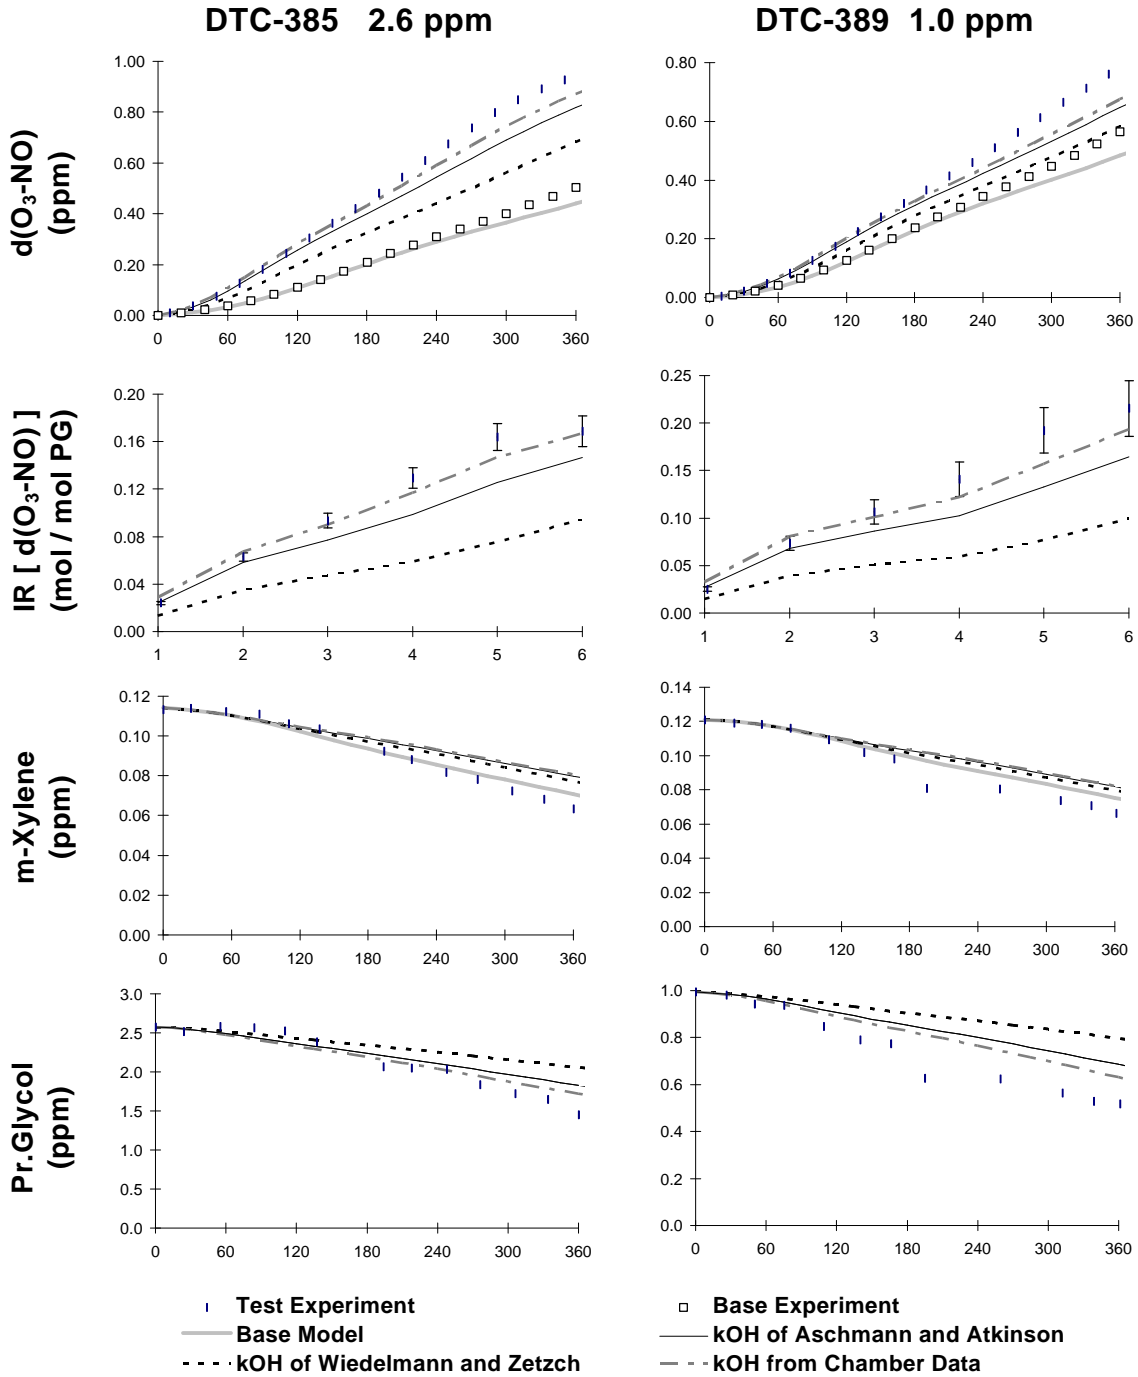 DTC-385 2.6 ppm
DTC-389 1.0 ppm
d(O₃-NO)
(ppm)
1.00
0.80
0.60
0.40
0.20
0.00
0 60 120 180 240 300 360
0.80
0.60
0.40
0.20
0.00
0 60 120 180 240 300 360
IR [ d(O₃-NO) ]
(mol / mol PG)
0.20
0.16
0.12
0.08
0.04
0.00
1 2 3 4 5 6
0.25
0.20
0.15
0.10
0.05
0.00
1 2 3 4 5 6
m-Xylene
(ppm)
0.12
0.10
0.08
0.06
0.04
0.02
0.00
0 60 120 180 240 300 360
0.14
0.12
0.10
0.08
0.06
0.04
0.02
0.00
0 60 120 180 240 300 360
Pr.Glycol
(ppm)
3.0
2.5
2.0
1.5
1.0
0.5
0.0
0 60 120 180 240 300 360
1.0
0.8
0.6
0.4
0.2
0.0
0 60 120 180 240 300 360
Test Experiment
Base Experiment
Base Model
kOH of Aschmann and Atkinson
kOH of Wiedelmann and Zetzch
kOH from Chamber Data